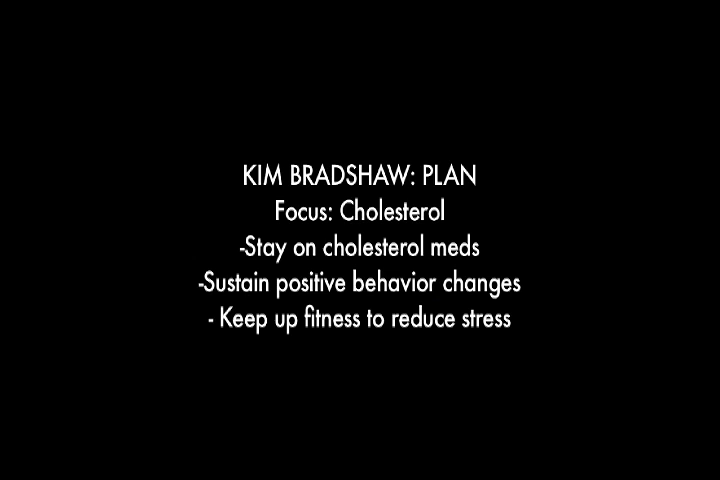 KIM BRADSHAW: PLAN
Focus: Cholesterol
-Stay on cholesterol meds
-Sustain positive behavior changes
- Keep up fitness to reduce stress